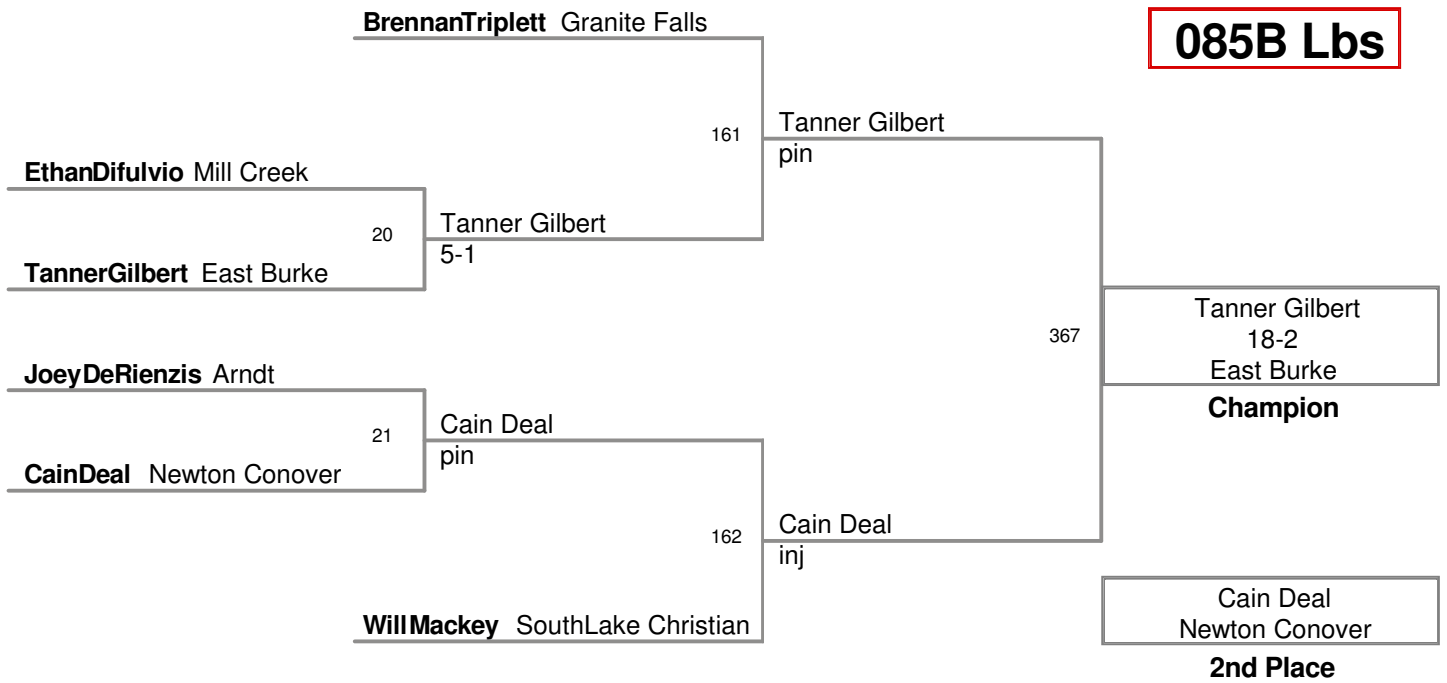 BrennanTriplett Granite Falls
085B Lbs
161
Tanner Gilbert
pin
EthanDifulvio Mill Creek
20
Tanner Gilbert
5-1
TannerGilbert East Burke
367
Tanner Gilbert
18-2
East Burke
Champion
JoeyDeRienzis Arndt
21
Cain Deal
pin
CainDeal Newton Conover
162
Cain Deal
inj
WillMackey SouthLake Christian
Cain Deal
Newton Conover
2nd Place